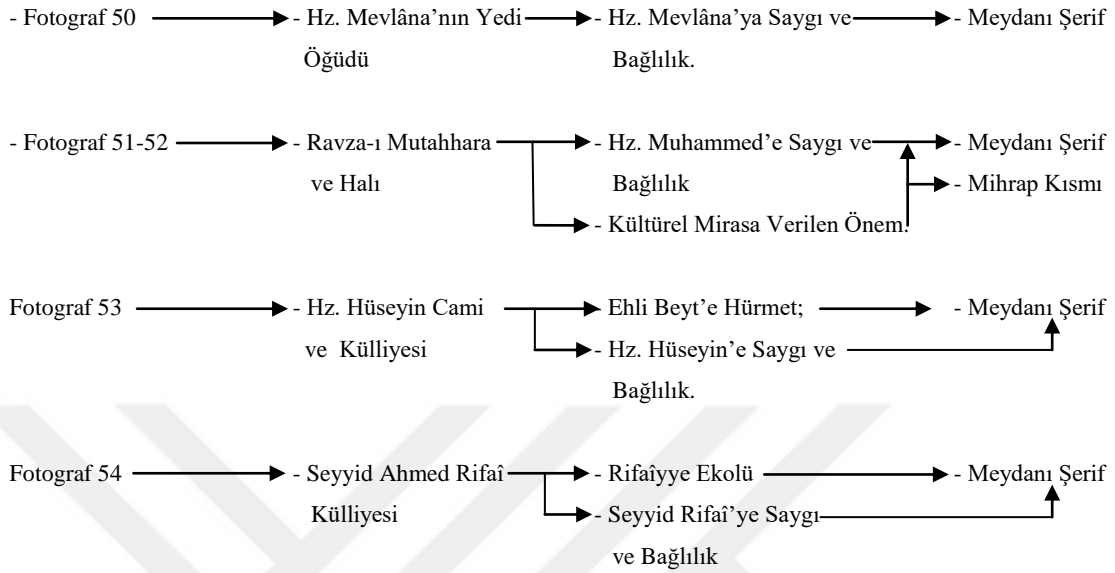 - Fotograf 50 - Hz. Mevlâna’nın Yedi - Hz. Mevlâna’ya Saygı ve - Meydanı Şerif
Öğüdü Bağlılık.
- Fotograf 51-52 - Ravza-ı Mutahhara - Hz. Muhammed’e Saygı ve - Meydanı Şerif
ve Halı Bağlılık - Mihrap Kısmı
- Kültürel Mirasa Verilen Önem.
Fotograf 53 - Hz. Hüseyin Cami - Ehli Beyt’e Hürmet; - Meydanı Şerif
ve Külliyesi - Hz. Hüseyin’e Saygı ve
Bağlılık.
Fotograf 54 - Seyyid Ahmed Rifaî - Rifaîyye Ekolü - Meydanı Şerif
Külliyesi - Seyyid Rifaî’ye Saygı
ve Bağlılık